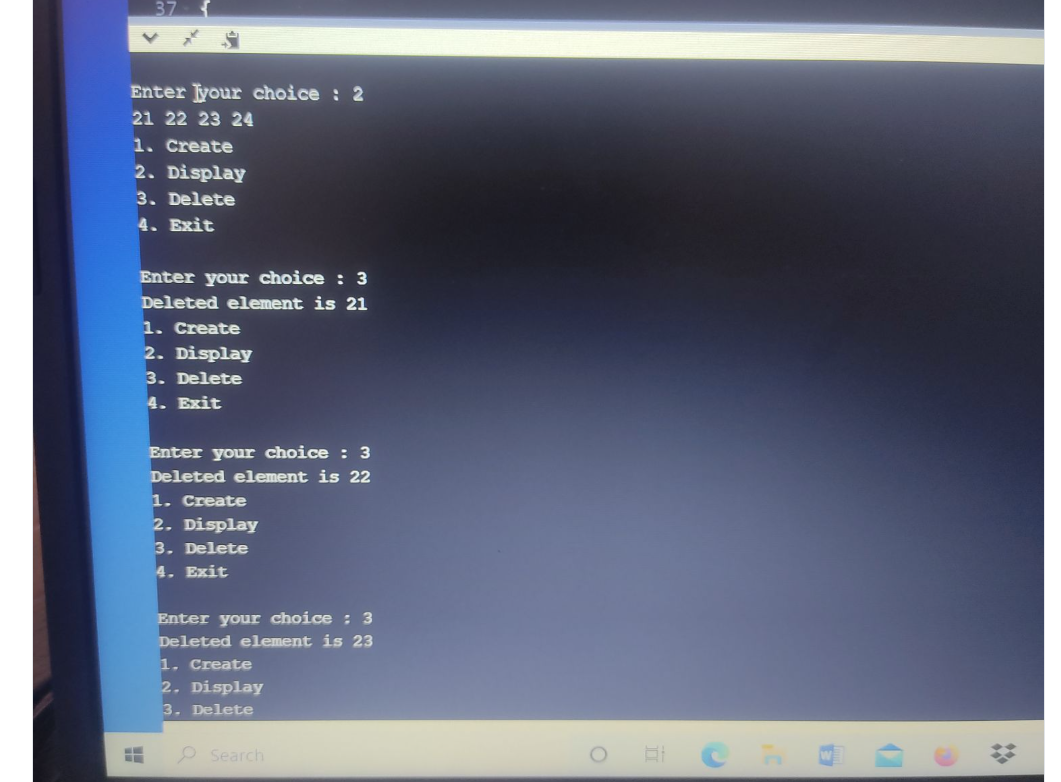 37 {
Enter your choice : 2
21 22 23 24
1. Create
2. Display
3. Delete
4. Exit
Enter your choice : 3
Deleted element is 21
1. Create
2. Display
3. Delete
4. Exit
Enter your choice : 3
Deleted element is 22
1. Create
2. Display
3. Delete
4. Exit
Enter your choice : 3
Deleted element is 23
1. Create
2. Display
3. Delete
Search